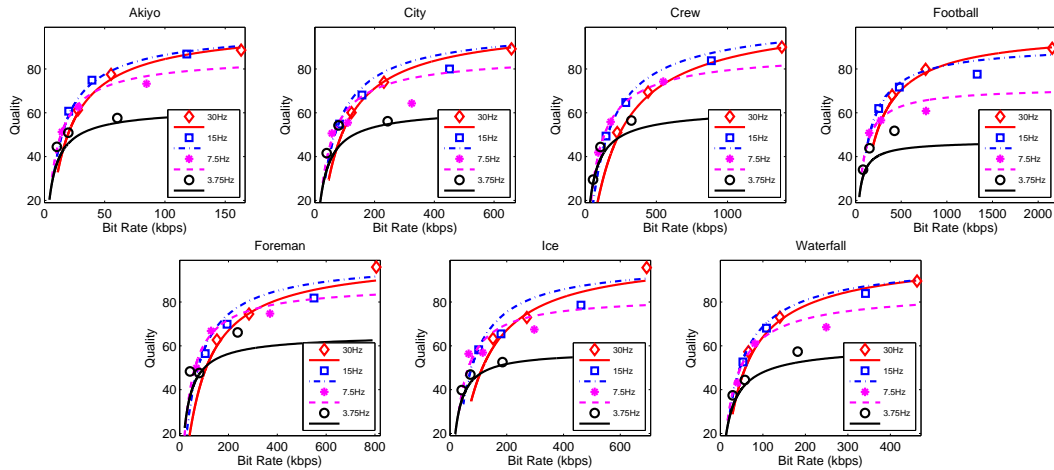 Akiyo
Quality
80
60
40
20
0 50 100 150
Bit Rate (kbps)
30Hz
15Hz
7.5Hz
3.75Hz
City
Quality
80
60
40
20
0 200 400 600
Bit Rate (kbps)
30Hz
15Hz
7.5Hz
3.75Hz
Crew
Quality
80
60
40
20
0 500 1000
Bit Rate (kbps)
30Hz
15Hz
7.5Hz
3.75Hz
Football
Quality
80
60
40
20
0 500 1000 1500 2000
Bit Rate (kbps)
30Hz
15Hz
7.5Hz
3.75Hz
Foreman
Quality
80
60
40
20
0 200 400 600 800
Bit Rate (kbps)
30Hz
15Hz
7.5Hz
3.75Hz
Ice
Quality
80
60
40
20
0 200 400 600
Bit Rate (kbps)
30Hz
15Hz
7.5Hz
3.75Hz
Waterfall
Quality
80
60
40
20
0 100 200 300 400
Bit Rate (kbps)
30Hz
15Hz
7.5Hz
3.75Hz